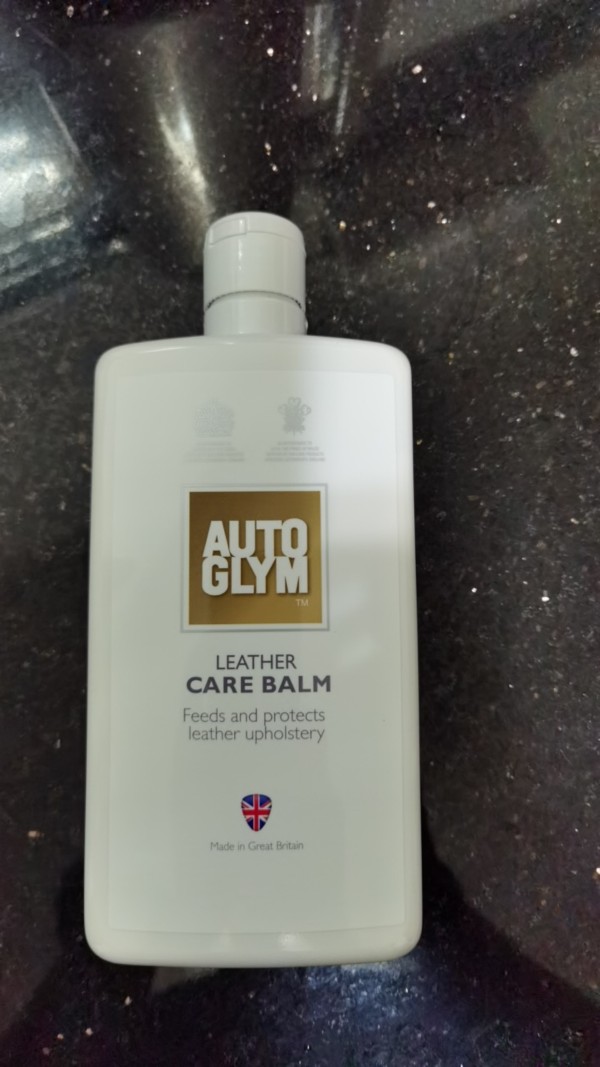 AUTO
GLYM
TM
LEATHER
CARE BALM
Feeds and protects
leather upholstery
Made in Great Britain